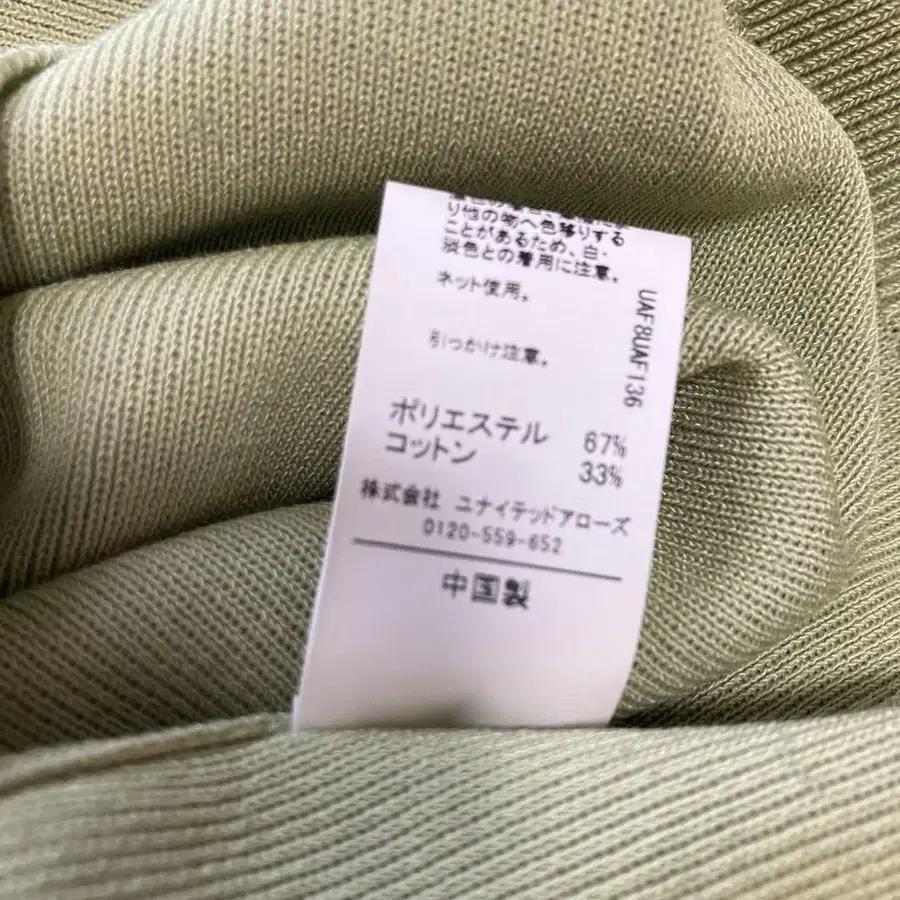 り他の物へ色移りする
ことがあるため、白・
淡色との着用に注意。
ネット使用。
引っかけ注意。
UAF8UAF136
ポリエステル 67%
コットン 33%
株式会社 ユナイテッドアローズ
0120-559-652
中国製